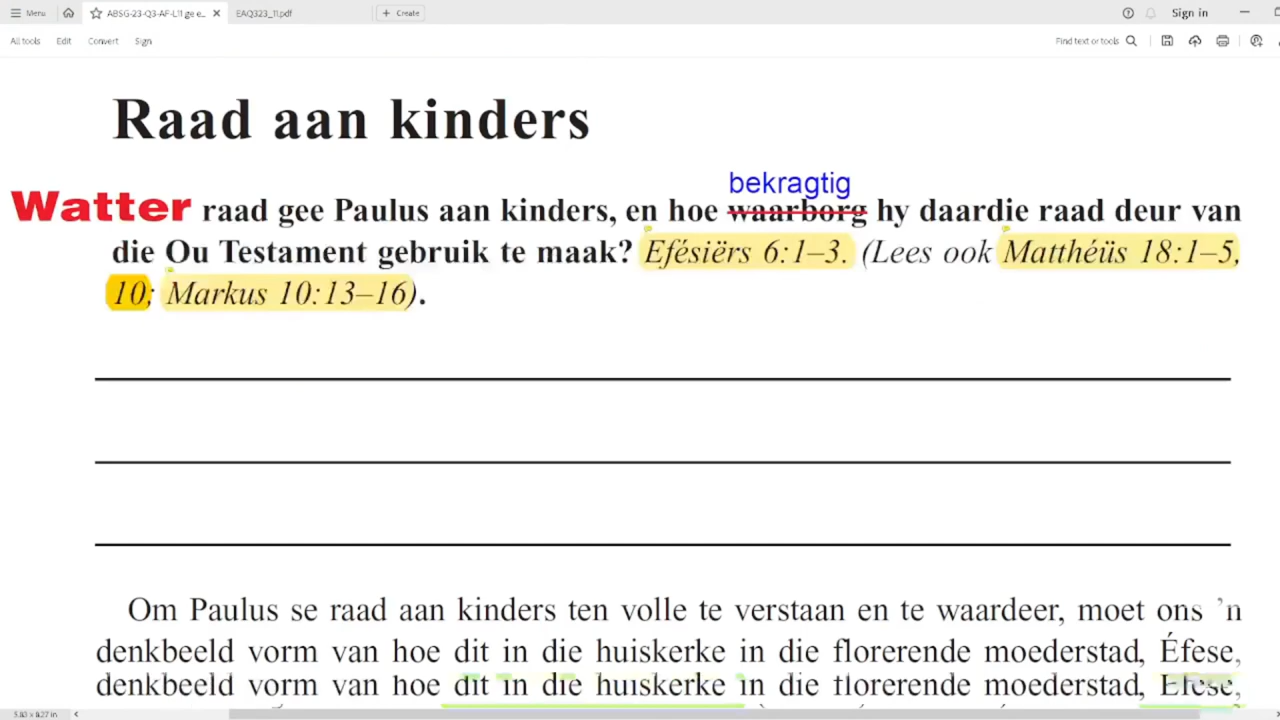 Menu
ABSG-23-Q3-AF-L11 ge e...
EAQ323_11.pdf
+ Create
Sign in
All tools Edit Convert Sign
Find text or tools
Raad aan kinders
bekragtig
Watter raad gee Paulus aan kinders, en hoe waarborg hy daardie raad deur van
die Ou Testament gebruik te maak? Efésiërs 6:1–3. (Lees ook Matthéüs 18:1–5,
10; Markus 10:13–16).
Om Paulus se raad aan kinders ten volle te verstaan en te waardeer, moet ons ’n
denkbeeld vorm van hoe dit in die huiskerke in die florerende moederstad, Éfese,
denkbeeld vorm van hoe dit in die huiskerke in die florerende moederstad, Éfese,
5.83 x 8.27 in